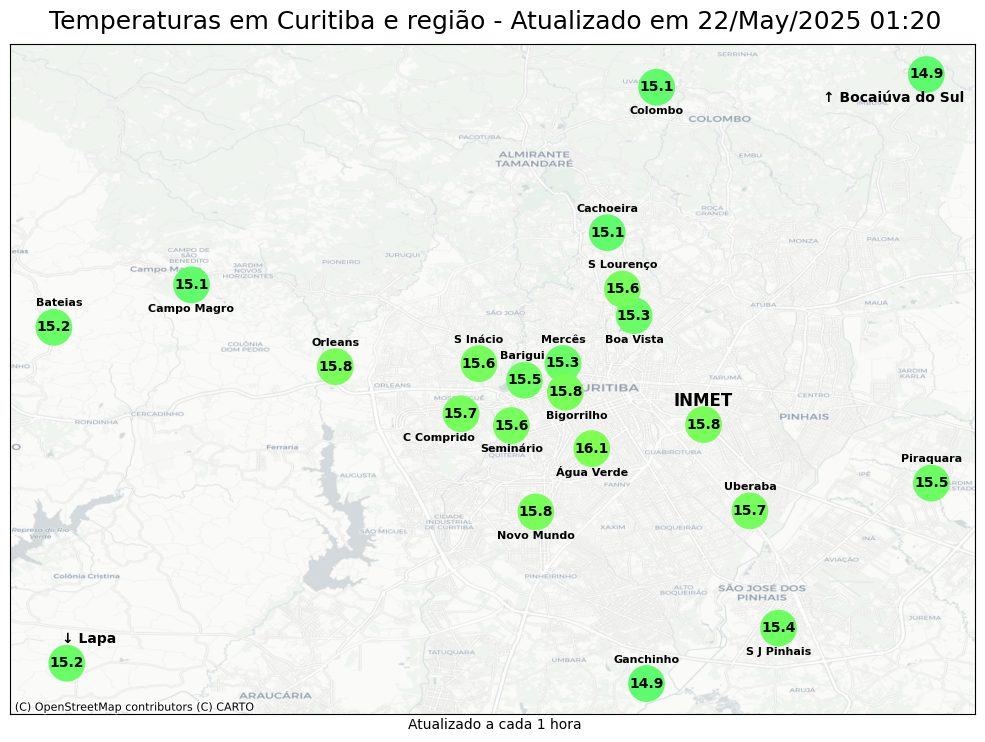 Temperaturas em Curitiba e região - Atualizado em 22/May/2025 01:20
SERRINHA
14.9
↑ Bocaiúva do Sul
15.1
Colombo
COLOMBO
PACOTUBA
ALMIRANTE
TAMANDARÉ
EMBU
Cachoeira
15.1
ROÇA
GRANDE
MONZA
PALOMA
CAMPO DE
SÃO
BENEDITO
JARDIM
NOVOS
HORIZONTES
PIONEIRO
JURUQUI
S Lourenço
15.6
15.1
Campo Magro
Bateias
15.2
15.3
Boa Vista
ATUBA
MAUÁ
SÃO JOÃO
COLÔNIA
DOM PEDRO
Orleans
15.8
S Inácio
15.6
Barigui
15.5
Mercês
15.3
15.8
Bigorrilho
TARUMÃ
JARDIM
KARLA
ORLEANS
CENTRO
INMET
15.8
PINHAIS
CERCADINHO
RONDINHA
15.7
C Comprido
15.6
Seminário
16.1
Água Verde
Ferraria
GUABIROTUBA
Piraquara
15.5
AUGUSTA
FANNY
IPÊ
Uberaba
15.7
15.8
Novo Mundo
CIDADE
INDUSTRIAL
DE CURITIBA
SÃO MIGUEL
XAXIM
BOQUEIRÃO
Represa do Rio
Verde
INÁ
AVIAÇÃO
Colônia Cristina
PINHEIRINHO
ALTO
BOQUEIRÃO
SÃO JOSÉ DOS
PINHAIS
JUREMA
15.4
S J Pinhais
↓ Lapa
15.2
TATUQUARA
UMBARÁ
Ganchinho
14.9
ARUJÁ
ARAUCÁRIA
(C) OpenStreetMap contributors (C) CARTO
Atualizado a cada 1 hora